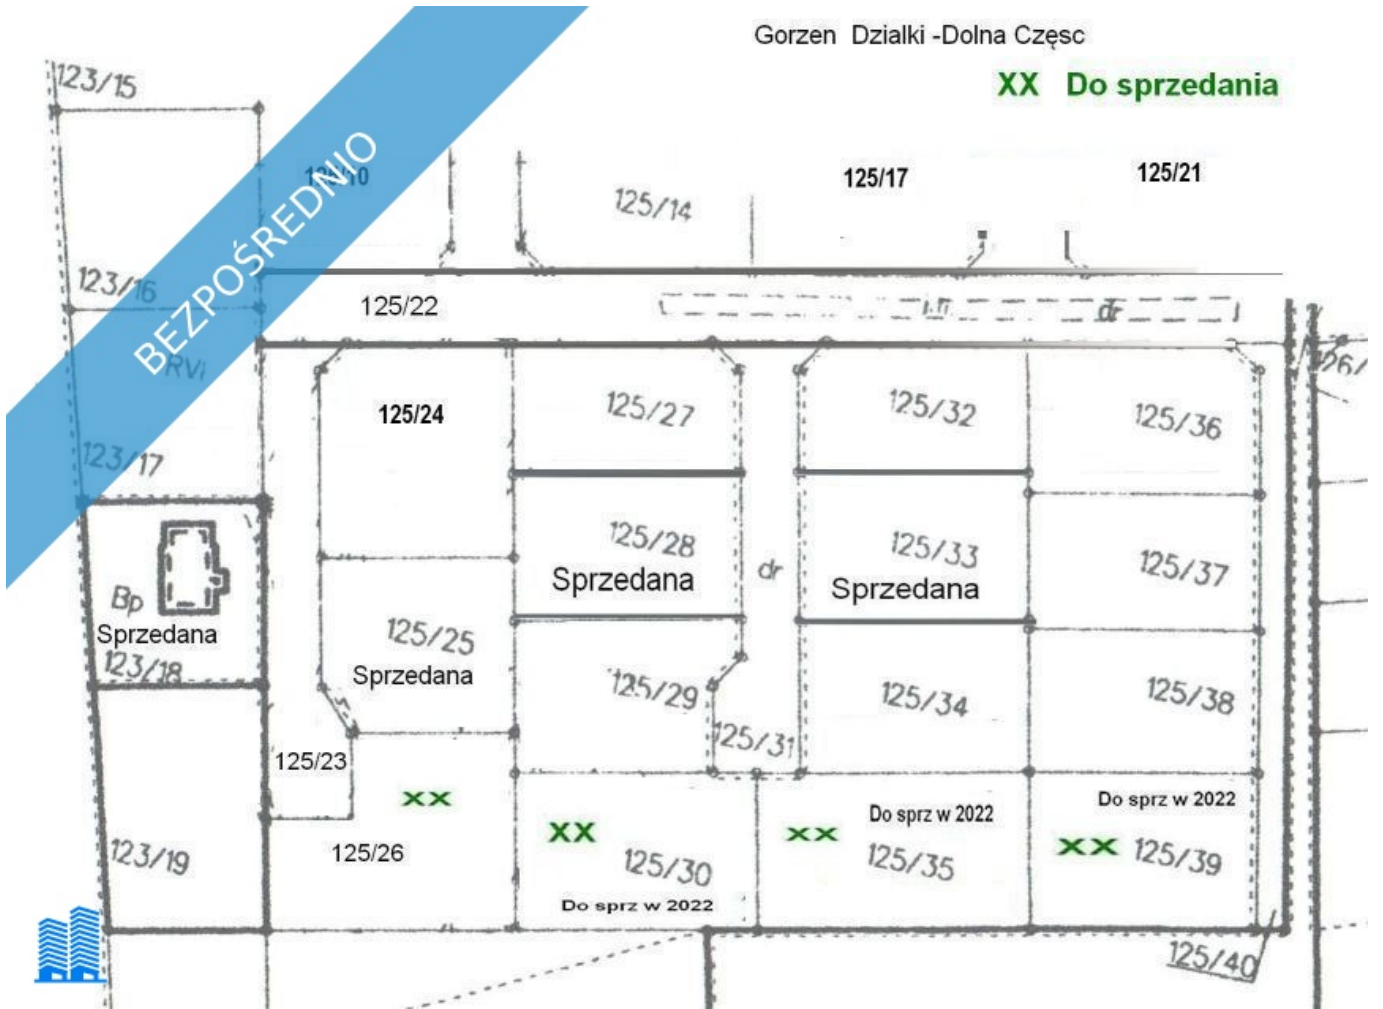 Gorzen Dzialki -Dolna Częsc
XX Do sprzedania
BEZPOŚREDNIO
123/15
125/10
125/14
125/17
125/21
123/16
125/22
dr
126/
RVI
125/24
125/27
125/32
125/36
123/17
125/28
Sprzedana
dr
125/33
Sprzedana
125/37
Bp
Sprzedana
123/18
125/25
Sprzedana
125/29
125/34
125/38
125/31
125/23
XX
125/26
XX
125/30
Do sprz w 2022
XX
Do sprz w 2022
125/35
Do sprz w 2022
XX 125/39
123/19
125/40